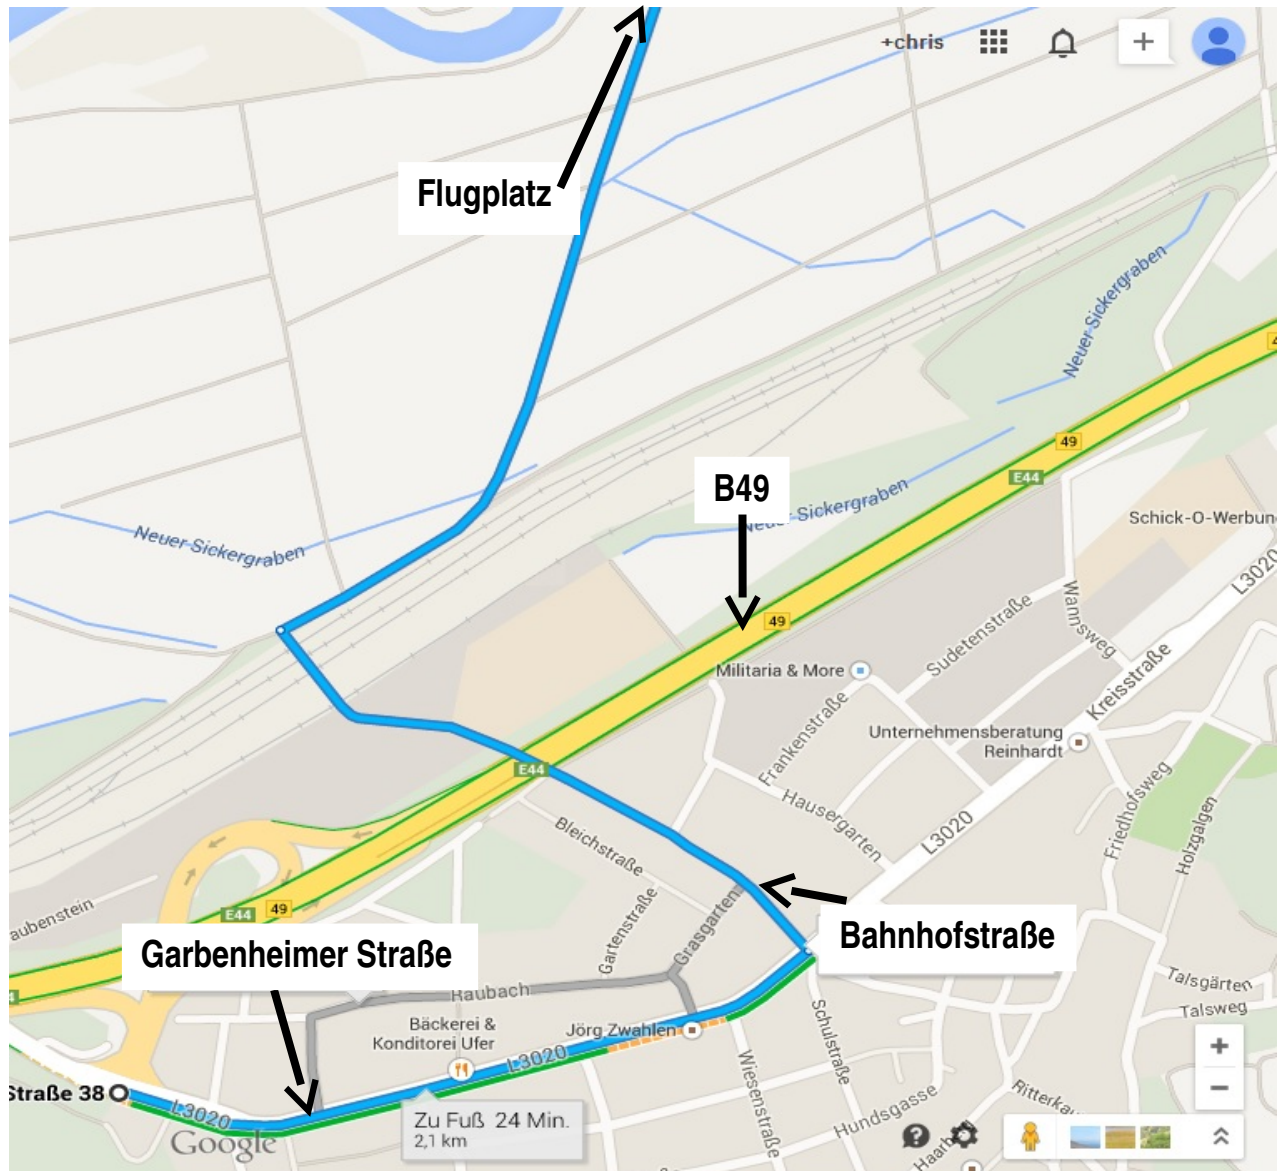 +chris
Flugplatz
Neuer Sickergraben
49
B49
E44
Neuer Sickergraben
Schick-O-Werbung
Neuer Sickergraben
L3020
Wannsweg
Sudetenstraße
49
Militaria & More
Kreisstraße
Frankenstraße
Unternehmensberatung
Reinhardt
E44
Hausergarten
Friedhofsweg
Holzgalgen
L3020
Bleichstraße
Gartenstraße
Grasgarten
aubenstein
E44
49
Bahnhofstraße
Garbenheimer Straße
Talsgärten
Talsweg
Raubach
Bäckerei &
Konditorei Ufer
Jörg Zwahlen
Schulstraße
L3020
Wiesenstraße
Straße 38
L3020
Zu Fuß 24 Min.
2,1 km
Hundsgasse
Google